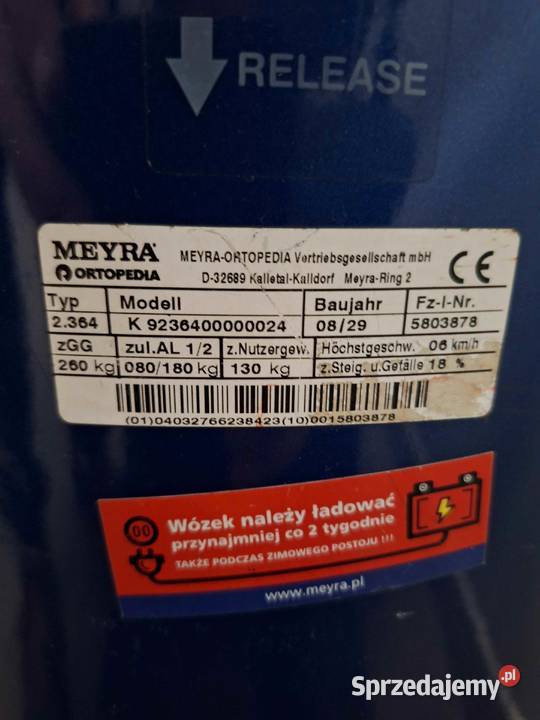 RELEASE
MEYRA MEYRA-ORTOPEDIA Vertriebsgesellschaft mbH
ORTOPEDIA D-32689 Kalletal-Kalldorf Meyra-Ring 2
CE
Typ Modell Baujahr Fz-I-Nr.
2.364 K 9236400000024 08/29 5803878
zGG zul.AL 1/2 z.Nutzergew. Höchstgeschw. 06 km/h
260 kg 080/180 kg 130 kg z.Steig. u.Gefälle 18 %
(01)04032766238423(10)0015803878
Wózek należy ładować
przynajmniej co 2 tygodnie
TAKŻE PODCZAS ZIMOWEGO POSTOJU !!!
www.meyra.pl
Sprzedajemy.pl